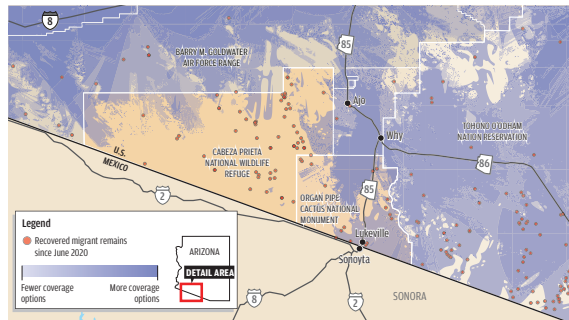 8
BARRY M. GOLDWATER
AIR FORCE RANGE
85
Ajo
Why
TOHONO O'ODHAM
NATION RESERVATION
86
U.S.
MEXICO
CABEZA PRIETA
NATIONAL WILDLIFE
REFUGE
2
85
ORGAN PIPE
CACTUS NATIONAL
MONUMENT
Lukeville
Sonoyta
8
2
SONORA
Legend
Recovered migrant remains
since June 2020
Fewer coverage
options
More coverage
options
ARIZONA
DETAIL AREA